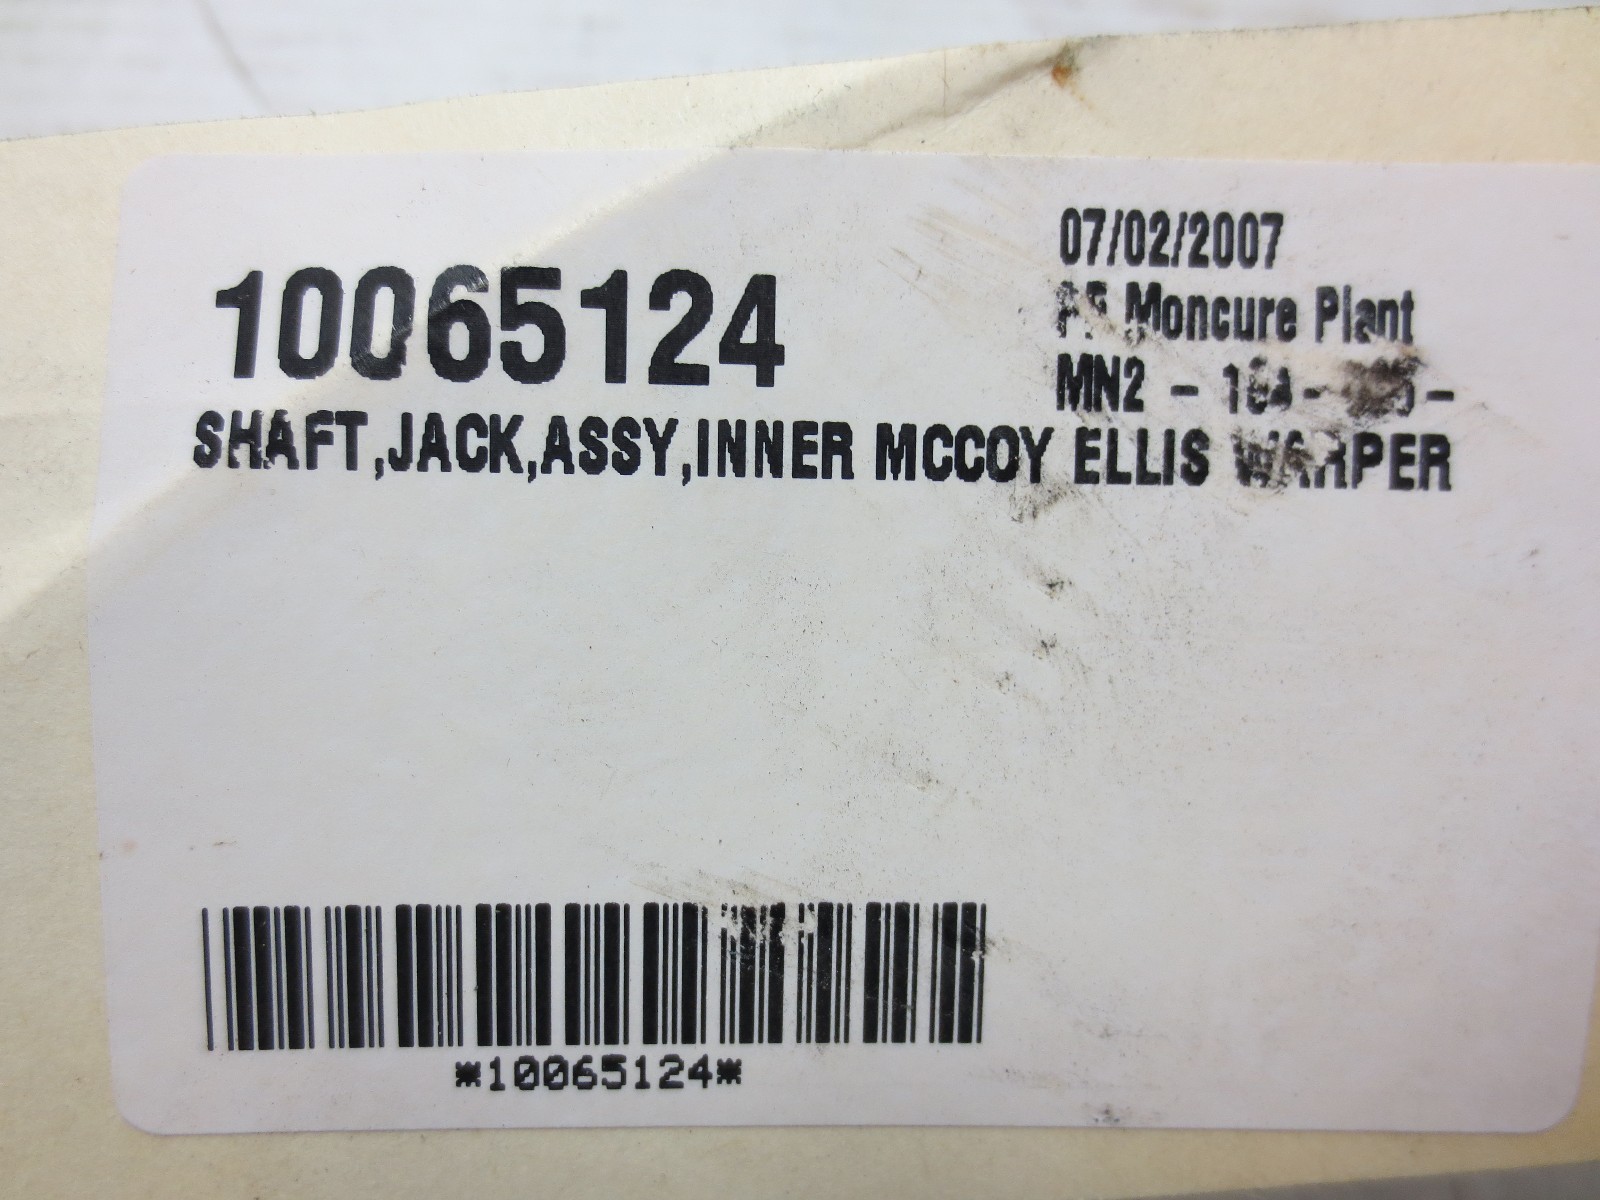 10065124
07/02/2007
Moncure Plant
MN2 -
SHAFT,JACK,ASSY,INNER MCCOY ELLIS WARPER
*10065124*